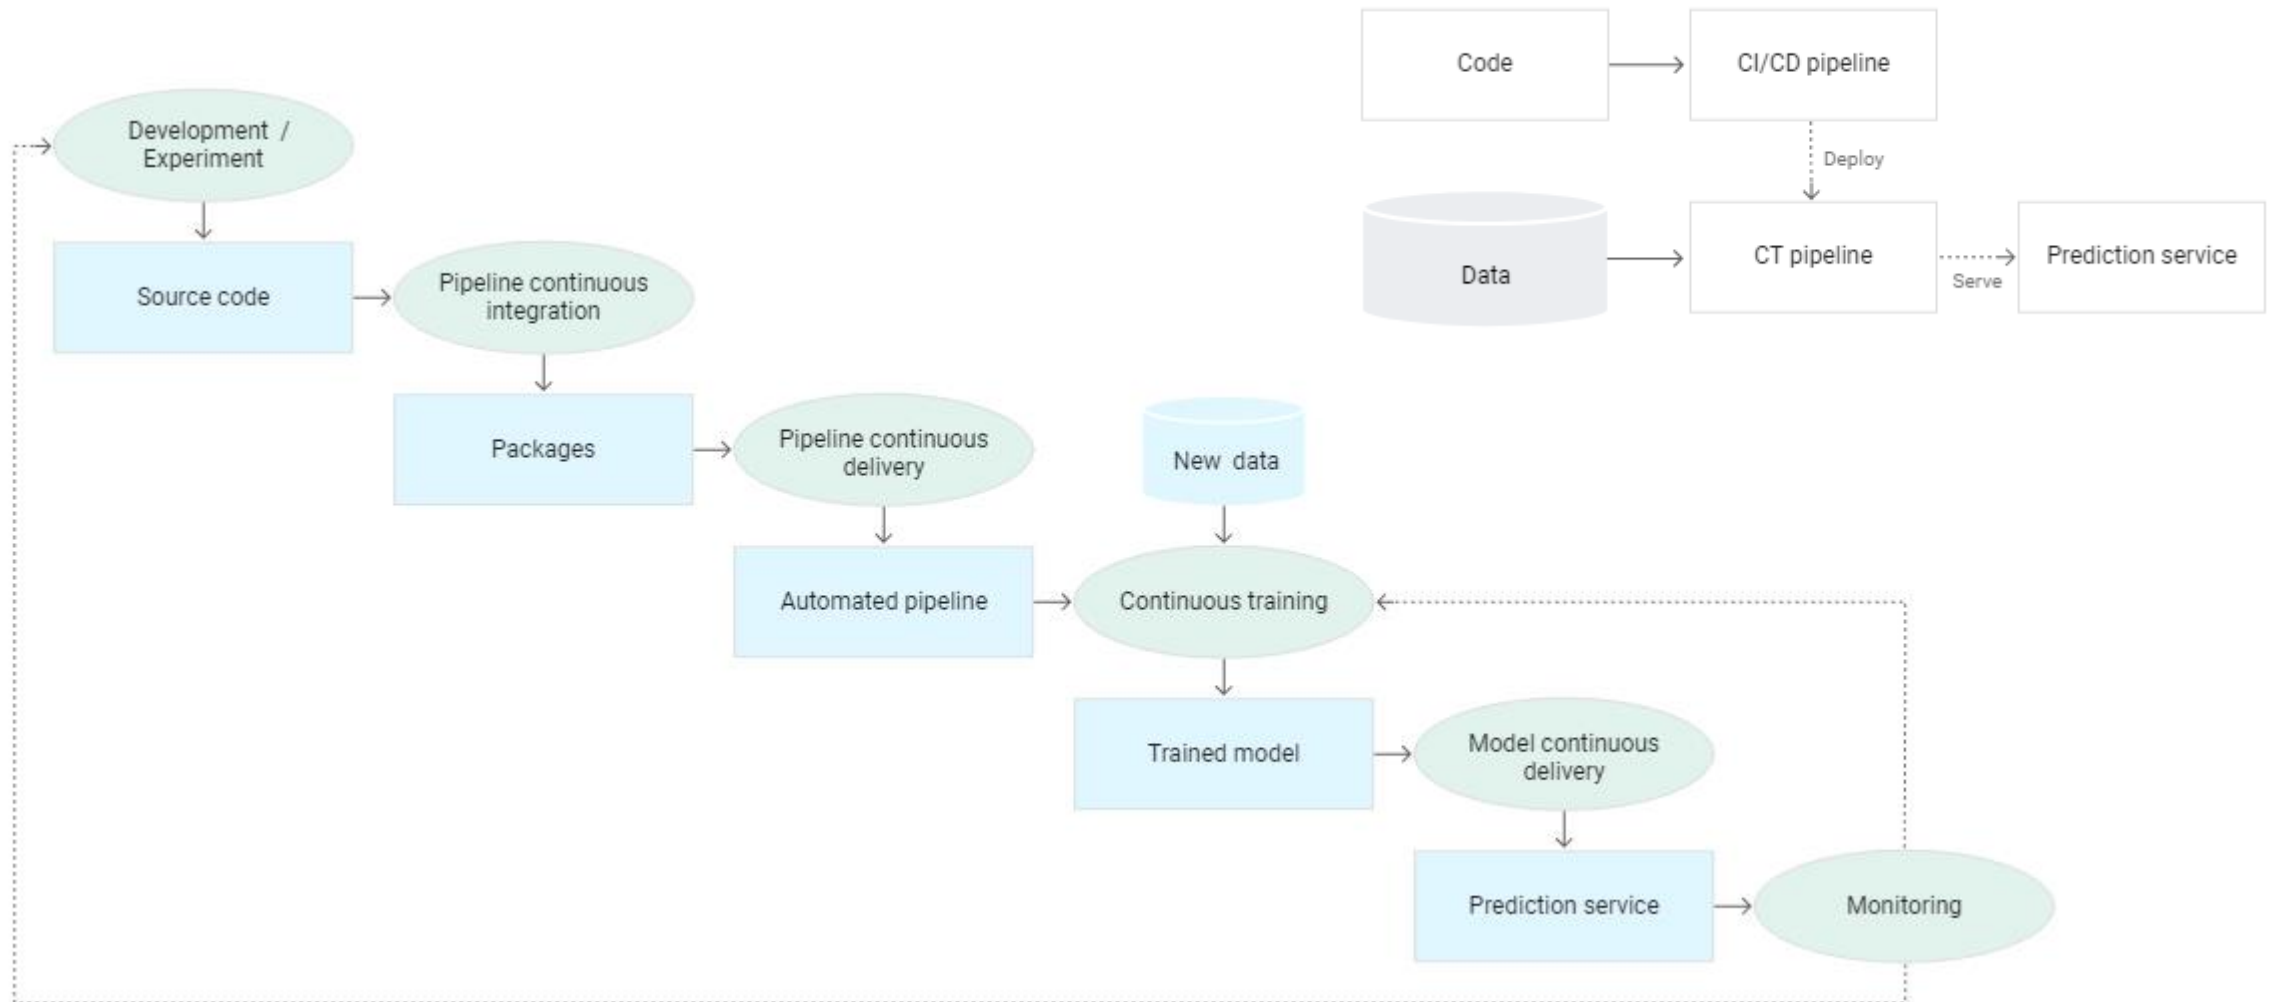 Code
CI/CD pipeline
Deploy
Data
CT pipeline
Serve
Prediction service
Development /
Experiment
Source code
Pipeline continuous
integration
Packages
Pipeline continuous
delivery
New data
Automated pipeline
Continuous training
Trained model
Model continuous
delivery
Prediction service
Monitoring